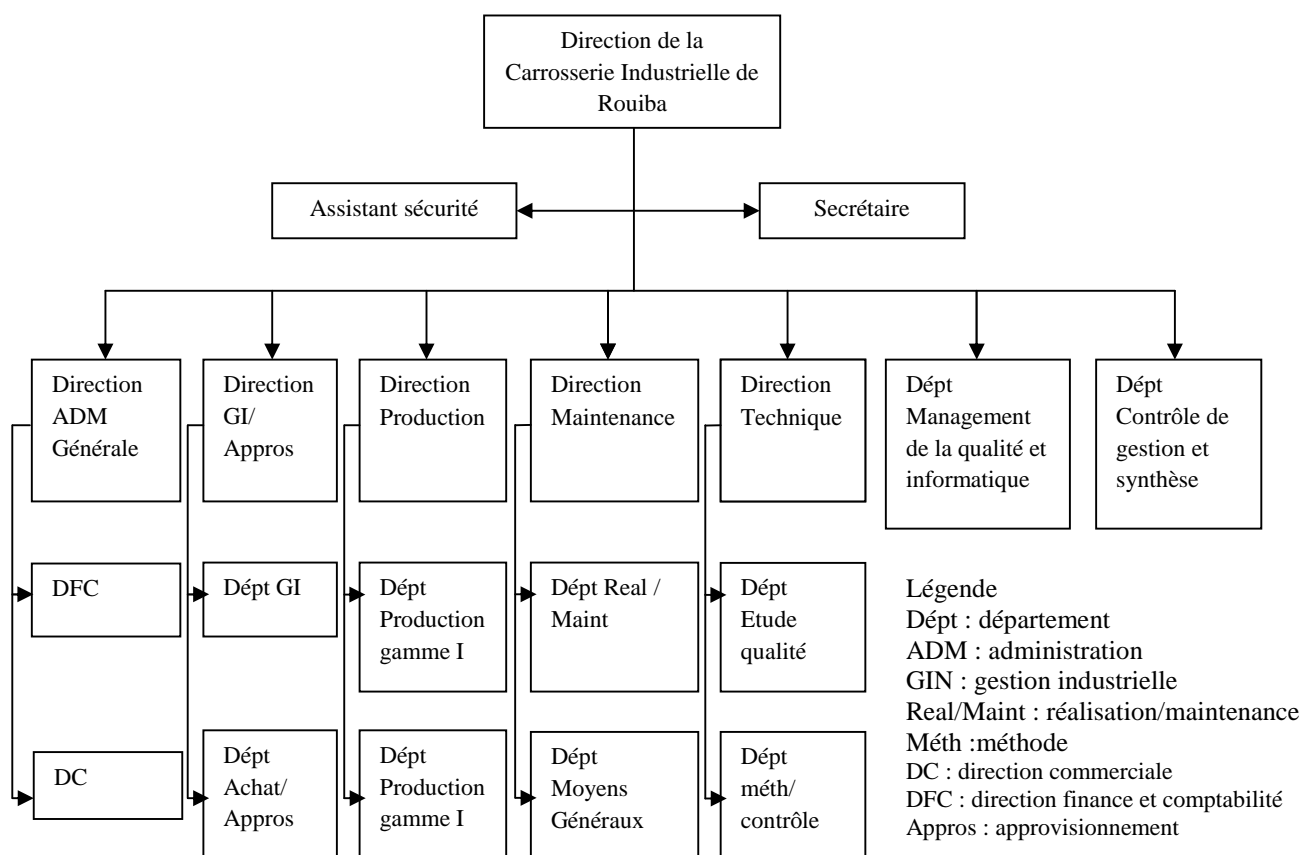 Direction de la
Carrosserie Industielle de
Rouiba
Assistant sécurité
Secrétaire
Direction
ADM
Générale
Direction
GI/
Appros
Direction
Production
Direction
Maintenance
Direction
Technique
Dépt
Management
de la qualité et
informatique
Dépt
Contrôle de
gestion et
synthèse
DFC
Dépt GI
Dépt
Production
gamme I
Dépt Real /
Maint
Dépt
Etude
qualité
DC
Dépt
Achat/
Appros
Dépt
Production
gamme I
Dépt
Moyens
Généraux
Dépt
méth/
contrôle
Légende
Dépt : département
ADM : administration
GIN : gestion industrielle
Real/Maint : réalisation/maintenance
Méth :méthode
DC : direction commerciale
DFC : direction finance et comptabilité
Appros : approvisionnement